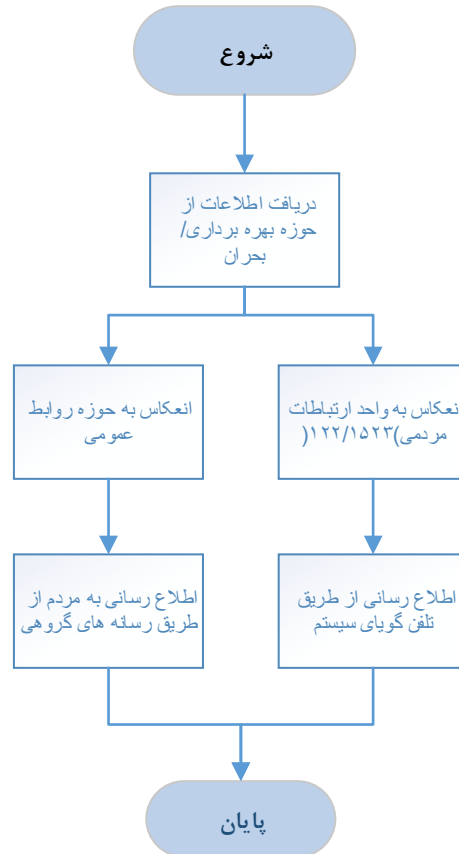 شروع
دریافت اطلاعات از
حوزه بهره برداری/
بحران
نعکاس به واحد ارتباطات
مردمی)۱۲۲/۱۵۲۳(
انعکاس به حوزه روابط
عمومی
اطلاع رسانی از طریق
تلفن گویای سیستم
اطلاع رسانی به مردم از
طریق رسانه های گروهی
پایان